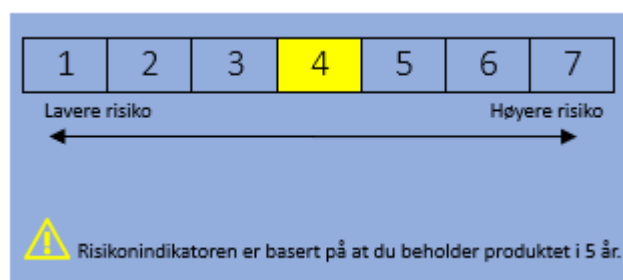 1 2 3 4 5 6 7
Lavere risiko Høyere risiko
Risikonindikatoren er basert på at du beholder produktet i 5 år.